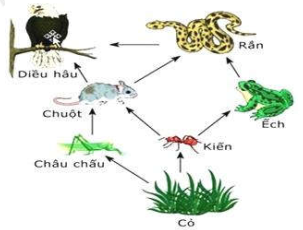 Diều hâu
Rắn
Chuột
Ếch
Châu chấu
Kiến
Cỏ